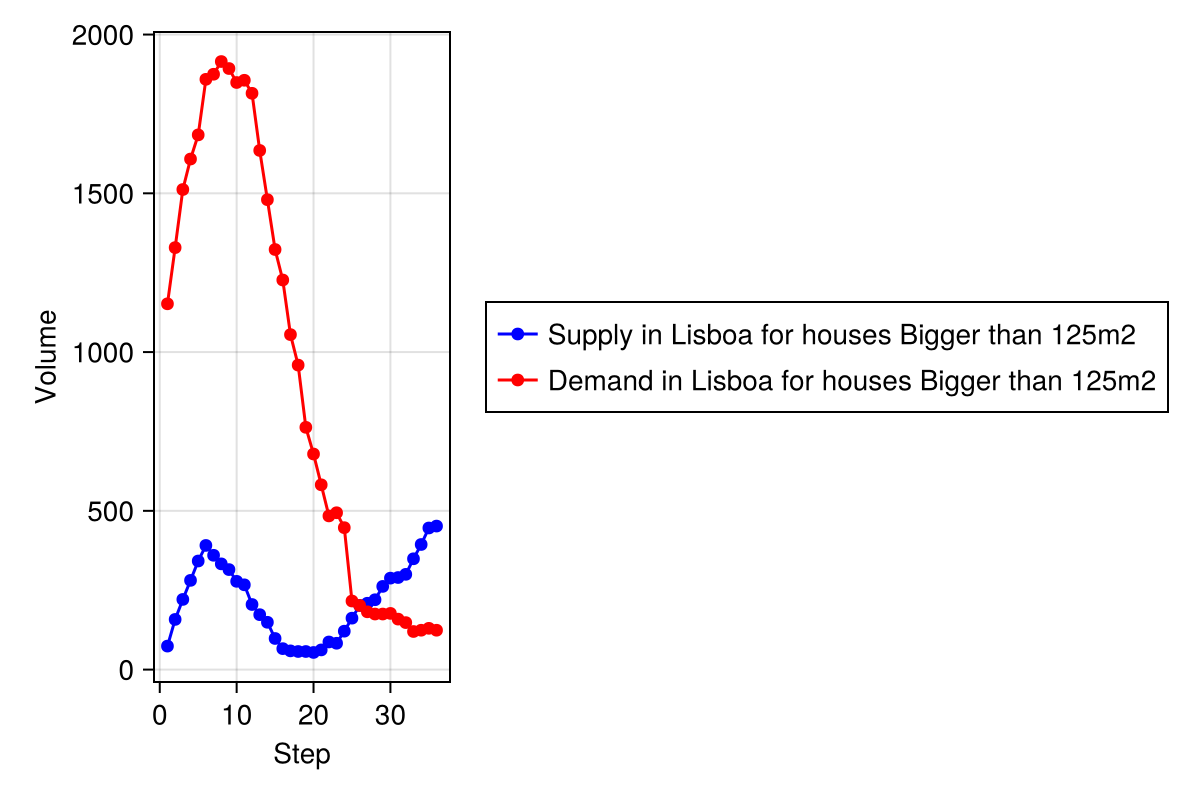 2000
1500
1000
500
0
Volume
0 10 20 30
Step
Supply in Lisboa for houses Bigger than 125m2
Demand in Lisboa for houses Bigger than 125m2